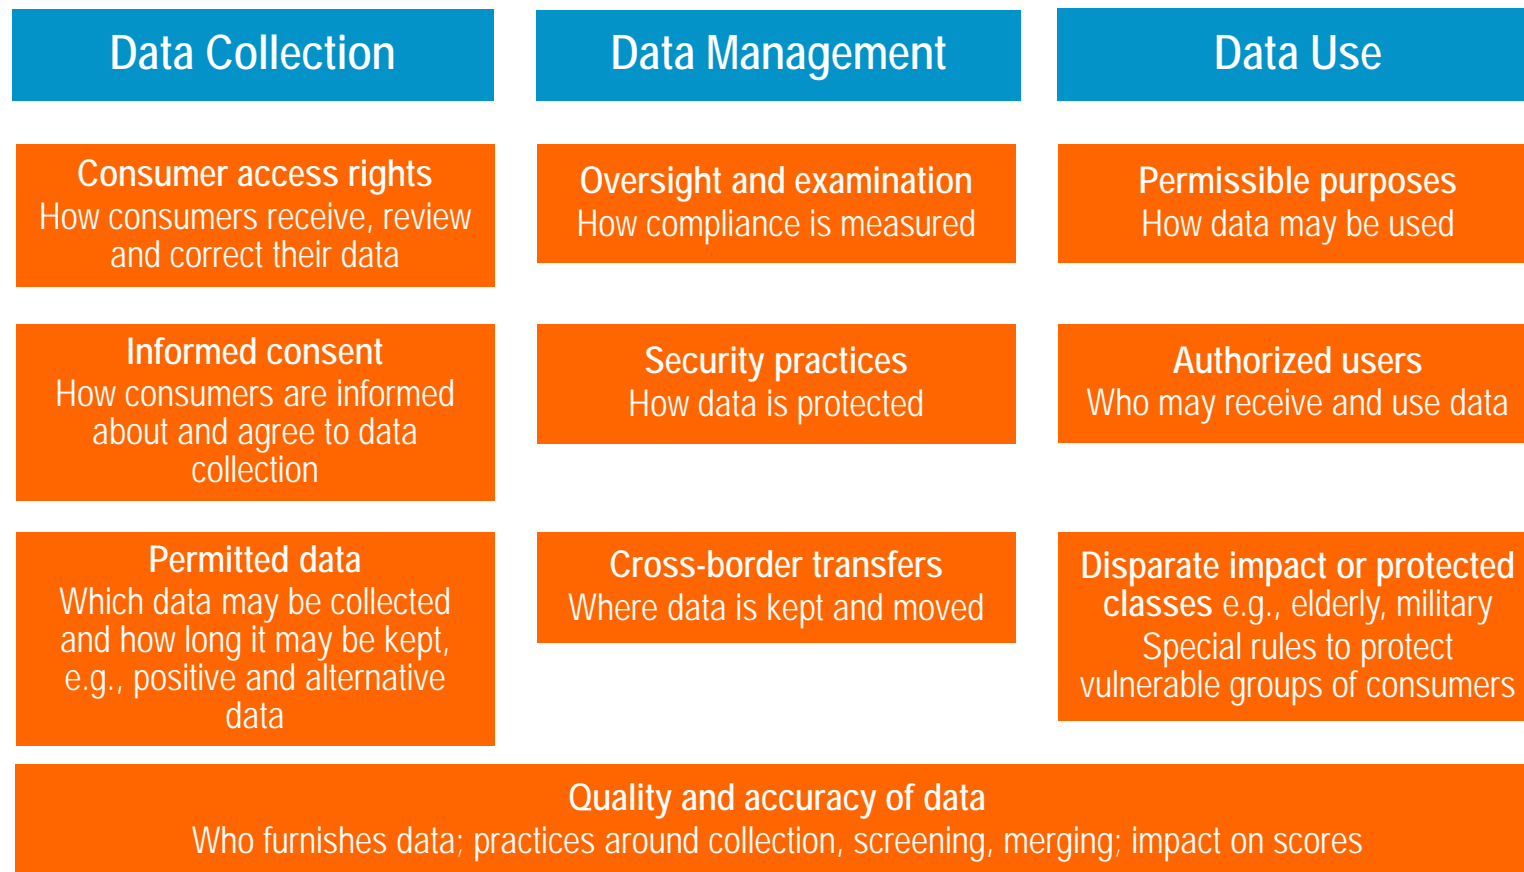 Data Collection
Data Management
Data Use
Consumer access rights
How consumers receive, review
and correct their data
Oversight and examination
How compliance is measured
Permissible purposes
How data may be used
Informed consent
How consumers are informed
about and agree to data
collection
Security practices
How data is protected
Authorized users
Who may receive and use data
Permitted data
Which data may be collected
and how long it may be kept,
e.g., positive and alternative
data
Cross-border transfers
Where data is kept and moved
Disparate impact or protected
classes e.g., elderly, military
Special rules to protect
vulnerable groups of consumers
Quality and accuracy of data
Who furnishes data; practices around collection, screening, merging; impact on scores